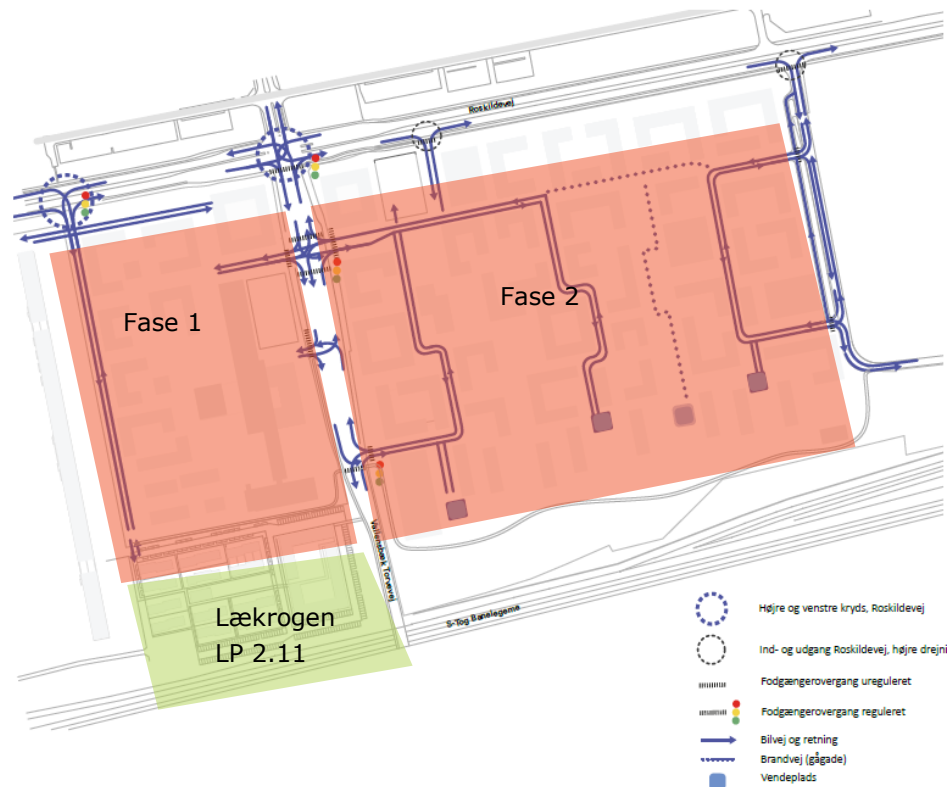 Roskildevej
Fase 1
Fase 2
Vallensbæk Torvevej
Lækrogen
LP 2.11
S-Tog Banelegeme
Højre og venstre kryds, Roskildevej
Ind- og udgang Roskildevej, højre drejni
Fodgængerovergang ureguleret
Fodgængerovergang reguleret
Bilvej og retning
Brandvej (gågade)
Vendeplads